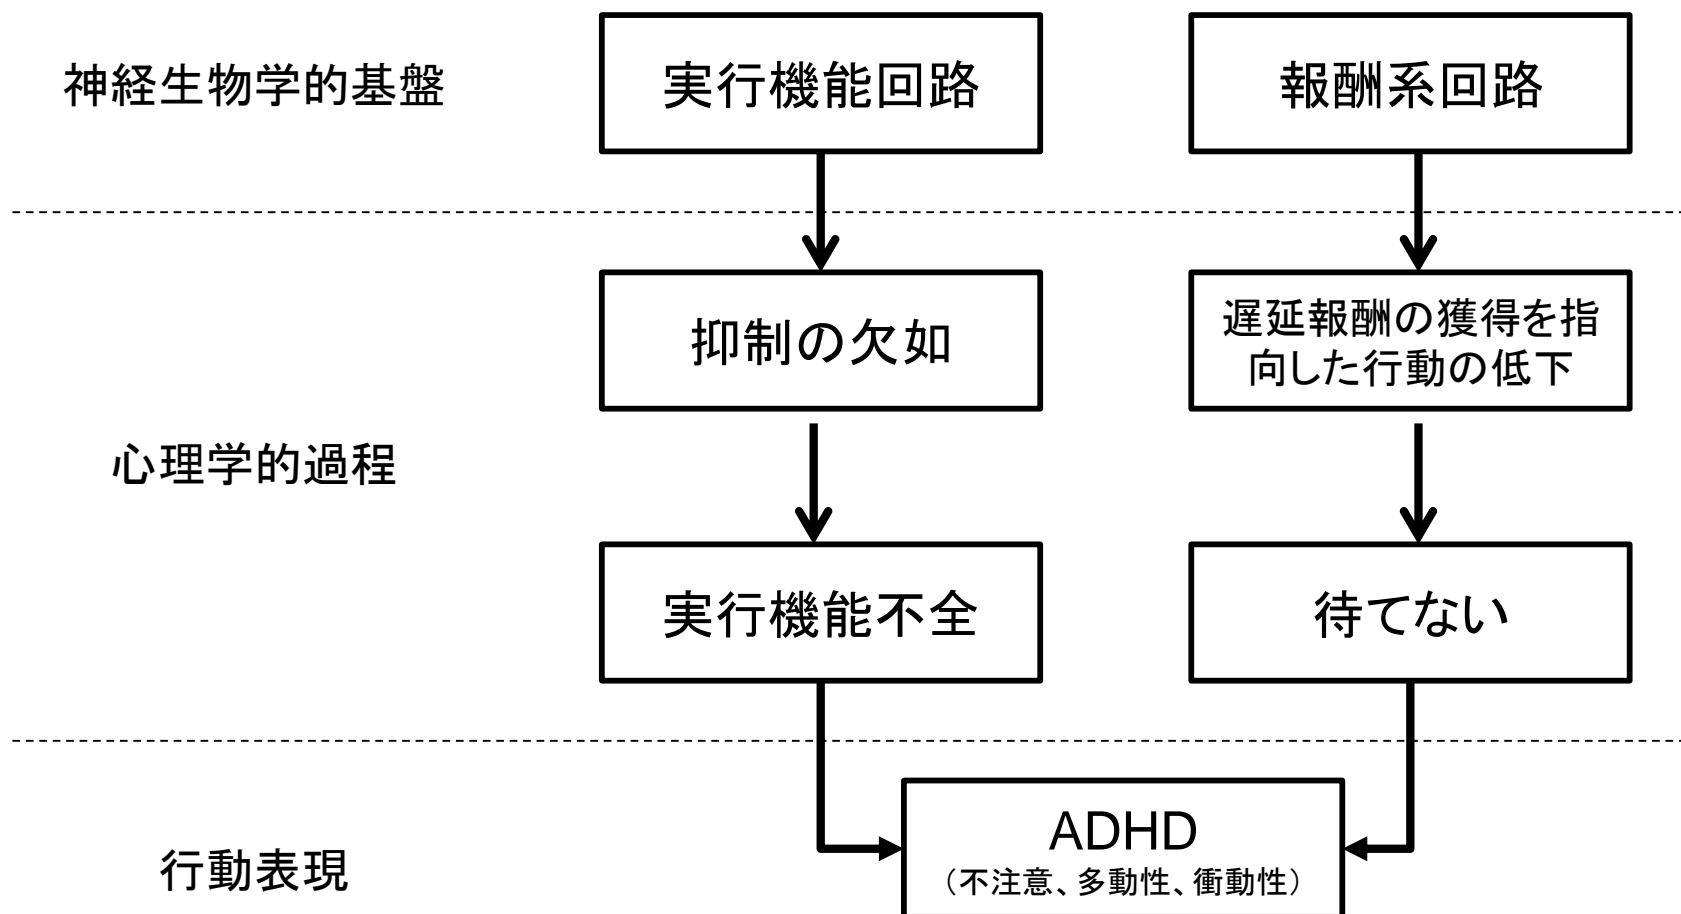 神経生物学的基盤
実行機能回路
報酬系回路
抑制の欠如
遅延報酬の獲得を指
向した行動の低下
心理学的過程
実行機能不全
待てない
行動表現
ADHD
（不注意、多動性、衝動性）